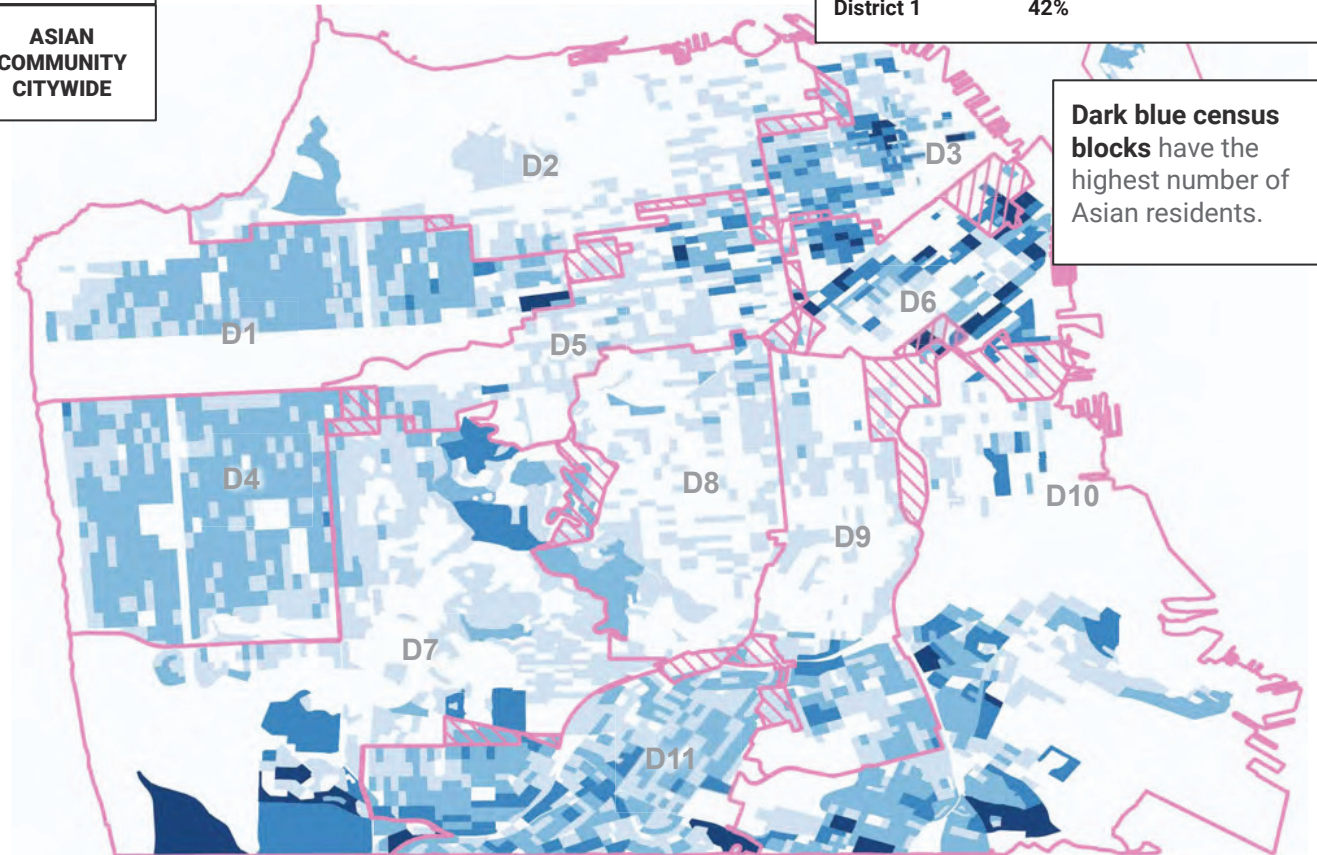 District 1 42%
ASIAN
COMMUNITY
CITYWIDE
Dark blue census
blocks have the
highest number of
Asian residents.
D2
D3
D1
D5
D6
D4
D8
D10
D9
D7
D11